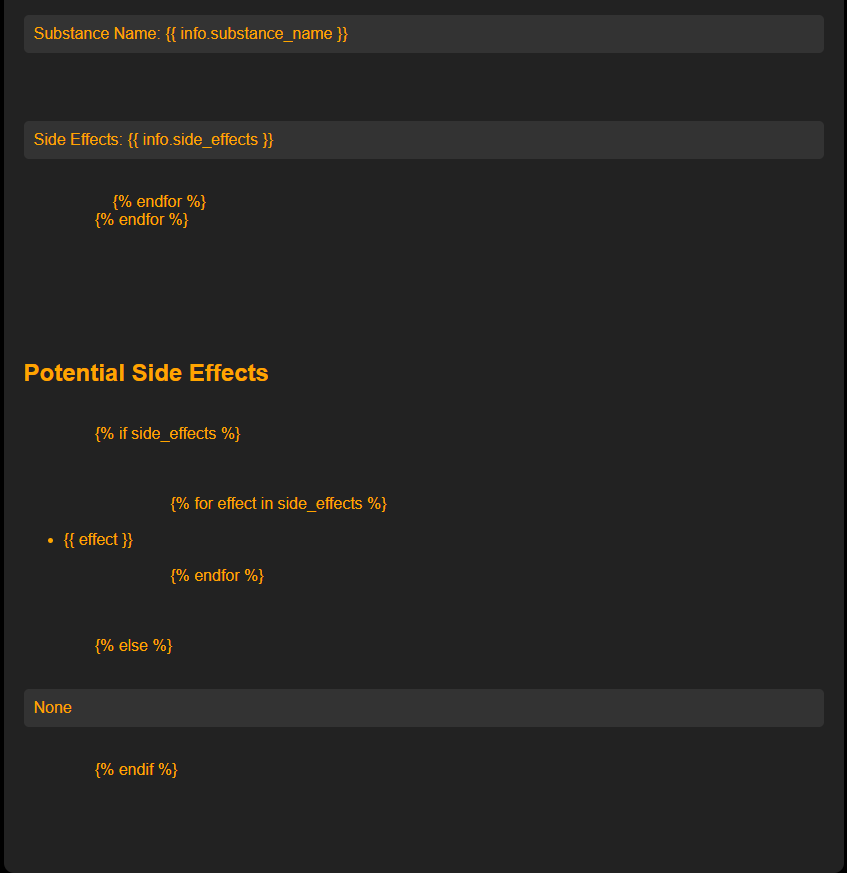 Substance Name: {{ info.substance_name }}
Side Effects: {{ info.side_effects }}
{% endfor %}
{% endfor %}
Potential Side Effects
{% if side_effects %}
{% for effect in side_effects %}
• {{ effect }}
{% endfor %}
{% else %}
None
{% endif %}